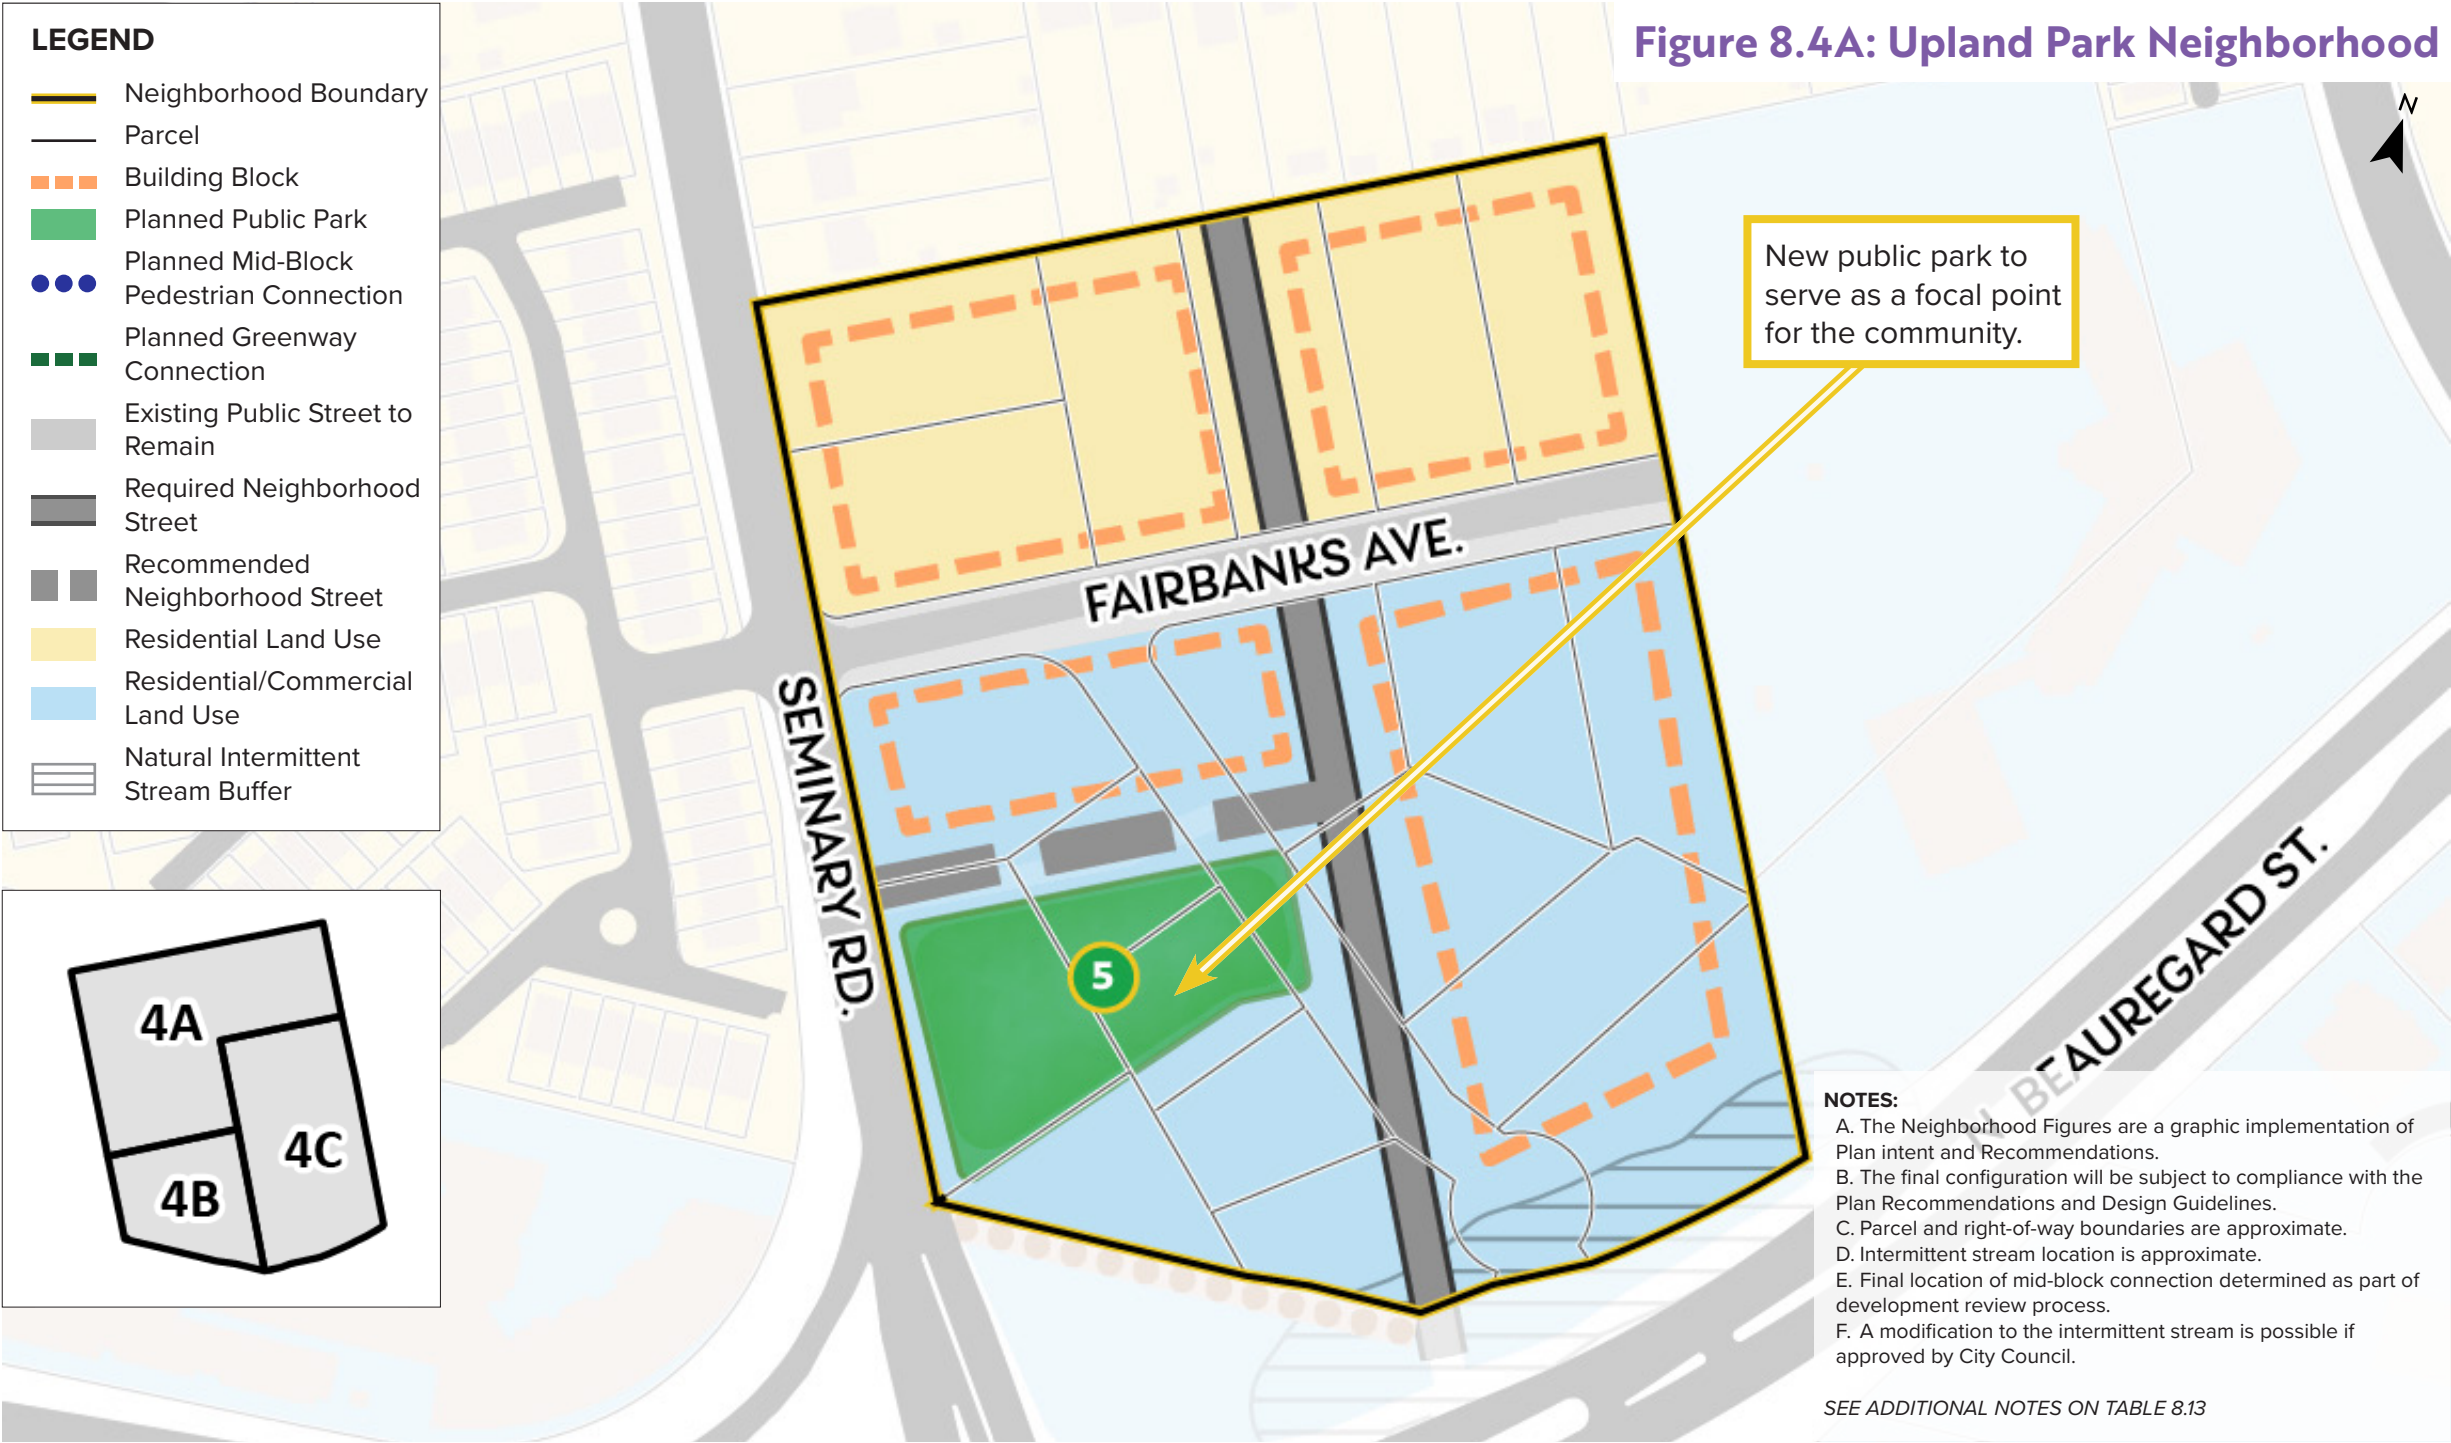 Figure 8.4A: Upland Park Neighborhood
LEGEND
Neighborhood Boundary
Parcel
Building Block
Planned Public Park
Planned Mid-Block
Pedestrian Connection
Planned Greenway
Connection
Existing Public Street to
Remain
Required Neighborhood
Street
Recommended
Neighborhood Street
Residential Land Use
Residential/Commercial
Land Use
Natural Intermittent
Stream Buffer
4A
4B
4C
N
New public park to
serve as a focal point
for the community.
FAIRBANKS AVE.
SEMINARY RD.
5
N. BEAUREGARD ST.
NOTES:
A. The Neighborhood Figures are a graphic implementation of
Plan intent and Recommendations.
B. The final configuration will be subject to compliance with the
Plan Recommendations and Design Guidelines.
C. Parcel and right-of-way boundaries are approximate.
D. Intermittent stream location is approximate.
E. Final location of mid-block connection determined as part of
development review process.
F. A modification to the intermittent stream is possible if
approved by City Council.
SEE ADDITIONAL NOTES ON TABLE 8.13